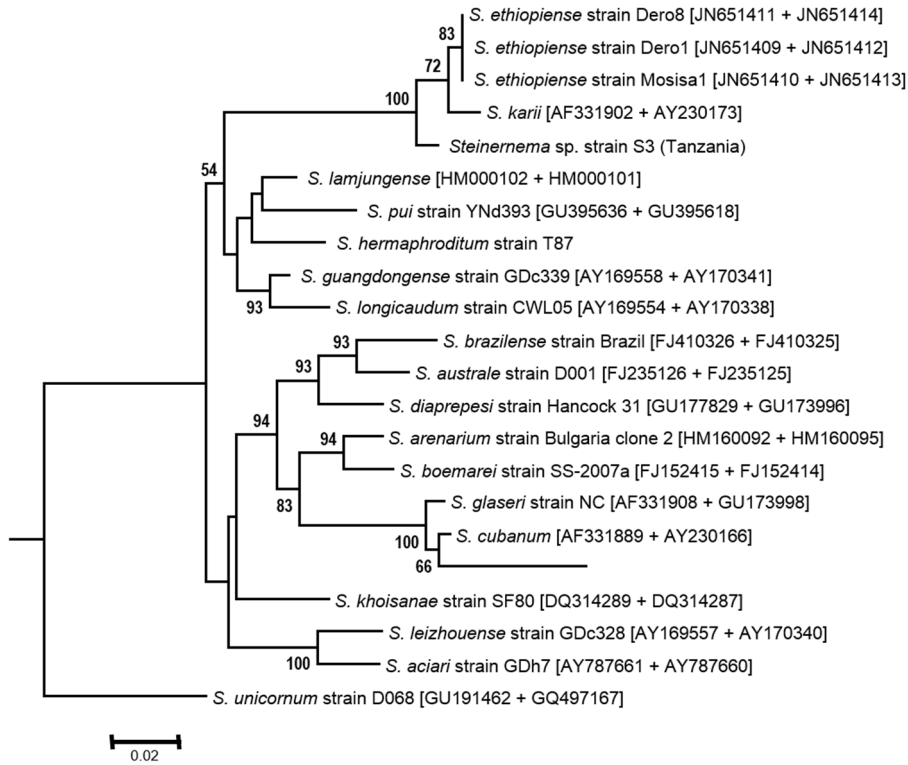 S. ethiopiense strain Dero8 [JN651411 + JN651414]
83
S. ethiopiense strain Dero1 [JN651409 + JN651412]
72
S. ethiopiense strain Mosisa1 [JN651410 + JN651413]
100
S. karii [AF331902 + AY230173]
Steinernema sp. strain S3 (Tanzania)
54
S. lamjungense [HM000102 + HM000101]
S. pui strain YNd393 [GU395636 + GU395618]
S. hermaphroditum strain T87
S. guangdongense strain GDc339 [AY169558 + AY170341]
93
S. longicaudum strain CWL05 [AY169554 + AY170338]
93
S. brazilense strain Brazil [FJ410326 + FJ410325]
93
S. australe strain D001 [FJ235126 + FJ235125]
S. diaprepesi strain Hancock 31 [GU177829 + GU173996]
94
94
S. arenarium strain Bulgaria clone 2 [HM160092 + HM160095]
S. boemarei strain SS-2007a [FJ152415 + FJ152414]
83
S. glaseri strain NC [AF331908 + GU173998]
100
S. cubanum [AF331889 + AY230166]
66
S. khoisanae strain SF80 [DQ314289 + DQ314287]
S. leizhouense strain GDc328 [AY169557 + AY170340]
100
S. aciari strain GDh7 [AY787661 + AY787660]
S. unicornum strain D068 [GU191462 + GQ497167]
0.02